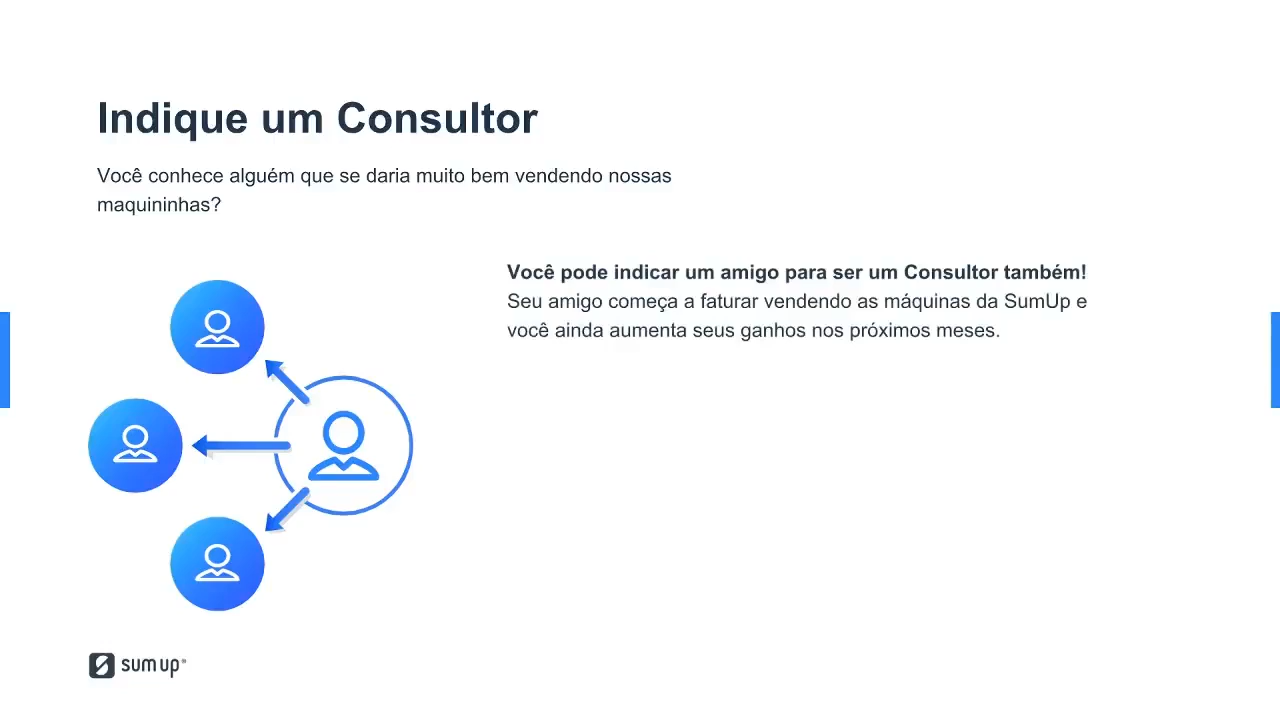 Indique um Consultor
Você conhece alguém que se daria muito bem vendendo nossas
maquininhas?
Você pode indicar um amigo para ser um Consultor também!
Seu amigo começa a faturar vendendo as máquinas da SumUp e
você ainda aumenta seus ganhos nos próximos meses.
sum up®